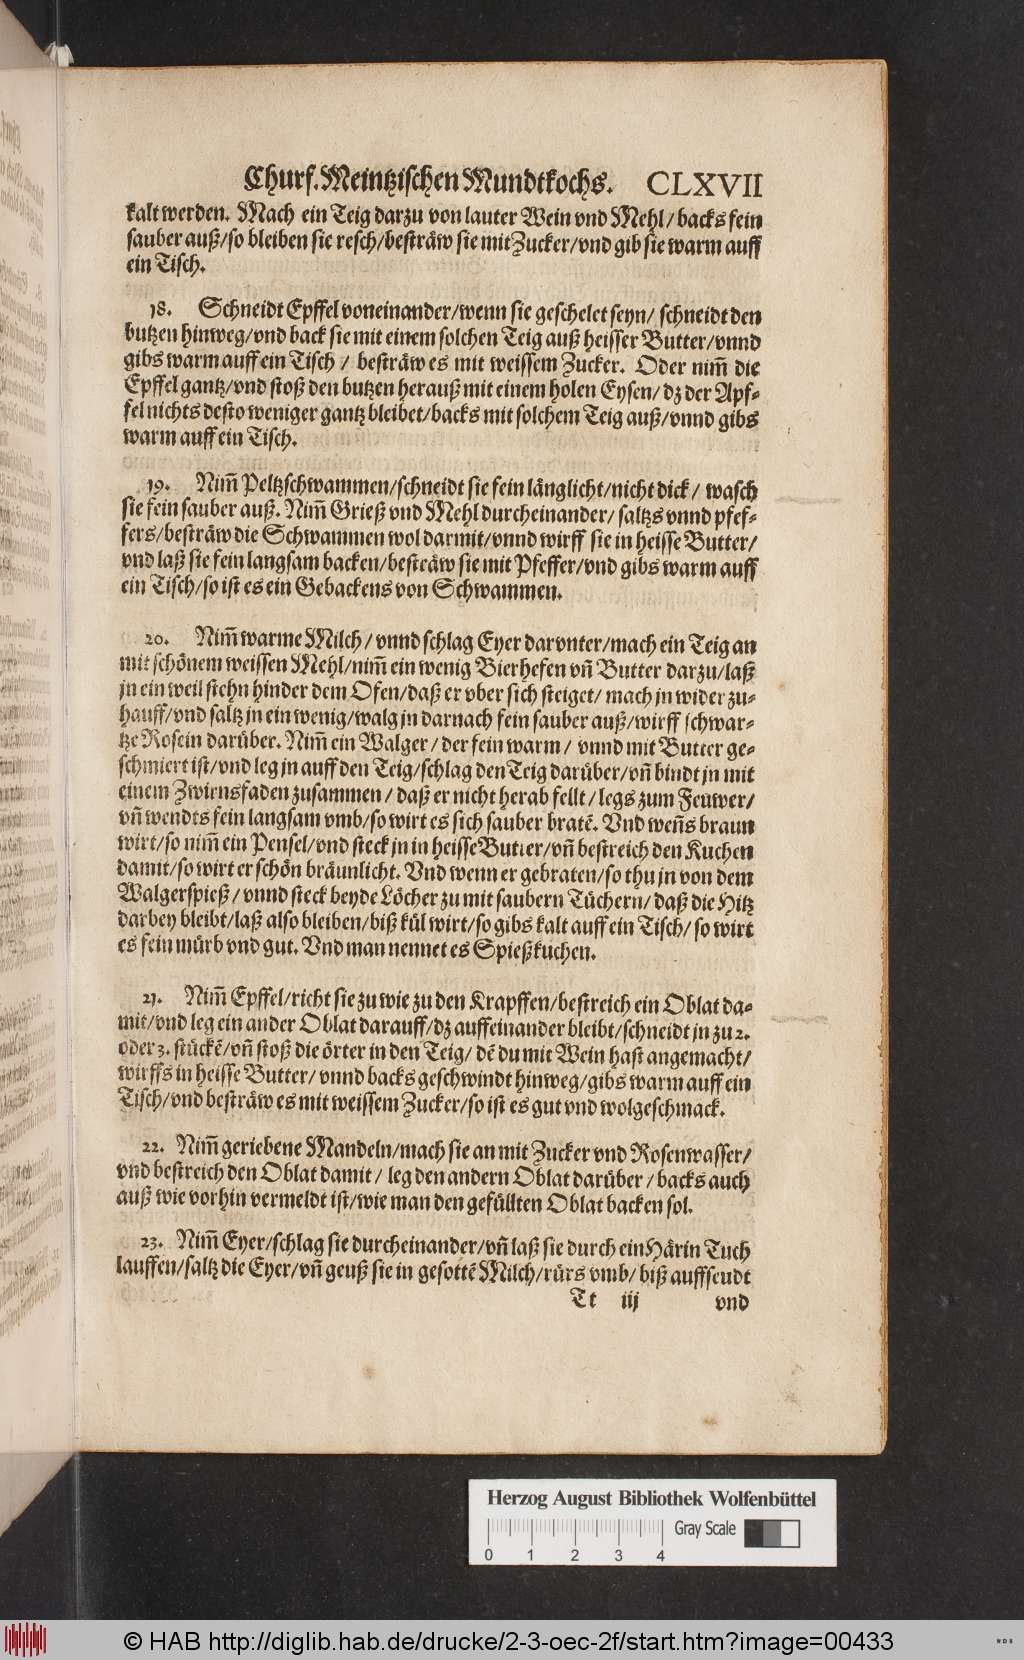 Churf. Meintzischen Mundtkochs. CLXVII
kalt werden. Mach ein Teig darzu von lauter Wein vnd Mehl / backs fein
sauber auß/so bleiben sie resch/besträw sie mit Zucker/vnd gib sie warm auff
ein Tisch.
18. Schneidt Epffel voneinander/wenn sie geschelet seyn/ schneidt den
butzen hinweg/vnd back sie mit einem solchen Teig auß heisser Butter/vnnd
gibs warm auff ein Tisch / besträw es mit weissem Zucker. Oder nim̃ die
Epffel gantz/vnd stoß den butzen herauß mit einem holen Eysen/ dz der Apf-
fel nichts desto weniger gantz bleibet/backs mit solchem Teig auß/vnnd gibs
warm auff ein Tisch.
19. Nim̃ Peltzschwammen/schneidt sie fein länglicht/nicht dick / wasch
sie fein sauber auß. Nim̃ Grieß vnd Mehl durcheinander/ saltzs vnnd pfef-
fers/besträw die Schwammen wol darmit/vnnd wirff sie in heisse Butter/
vnd laß sie fein langsam backen/besträw sie mit Pfeffer/vnd gibs warm auff
ein Tisch/so ist es ein Gebackens von Schwammen.
20. Nim̃ warme Milch / vnnd schlag Eyer darvnter/mach ein Teig an
mit schönem weissen Mehl/nim̃ ein wenig Bierhefen vñ Butter darzu/laß
jn ein weil stehn hinder dem Ofen/daß er vber sich steiget/ mach jn wider zu-
hauff/vnd saltz jn ein wenig/walg jn darnach fein sauber auß/wirff schwar-
tze Rosein darüber. Nim̃ ein Walger / der fein warm / vnnd mit Butter ge-
schmiert ist/vnd leg jn auff den Teig/schlag den Teig darüber/vñ bindt jn mit
einem Zwirnsfaden zusammen / daß er nicht herab fellt / legs zum Feuwer/
vñ wendts fein langsam vmb/so wirt es sich sauber bratẽ. Vnd weñs braun
wirt/so nim̃ ein Pensel/vnd steck jn in heisse Butter/vñ bestreich den Kuchen
damit/so wirt er schön bräunlicht. Vnd wenn er gebraten/so thu jn von dem
Walgerspieß / vnnd steck beyde Löcher zu mit saubern Tüchern/ daß die Hitz
darbey bleibt/laß also bleiben/biß kül wirt/so gibs kalt auff ein Tisch/ so wirt
es fein mürb vnd gut. Vnd man nennet es Spießkuchen.
21. Nim̃ Epffel/richt sie zu wie zu den Krapffen/bestreich ein Oblat da-
mit/vnd leg ein ander Oblat darauff/dz auffeinander bleibt/schneidt jn zu 2.
oder 3. stückẽ/vñ stoß die örter in den Teig/ dẽ du mit Wein hast angemacht/
wirffs in heisse Butter/ vnnd backs geschwindt hinweg/gibs warm auff ein
Tisch/vnd besträw es mit weissem Zucker/so ist es gut vnd wolgeschmack.
22. Nim̃ geriebene Mandeln/mach sie an mit Zucker vnd Rosenwasser/
vnd bestreich den Oblat damit / leg den andern Oblat darüber / backs auch
auß wie vorhin vermeldt ist/wie man den gefüllten Oblat backen sol.
23. Nim̃ Eyer/schlag sie durcheinander/vñ laß sie durch ein Härin Tuch
lauffen/saltz die Eyer/vñ geuß sie in gesottẽ Milch/rürs vmb/ biß auffseudt
Tt iij vnd
Herzog August Bibliothek Wolfenbüttel
Gray Scale
0 1 2 3 4
© HAB http://diglib.hab.de/drucke/2-3-oec-2f/start.htm?image=00433